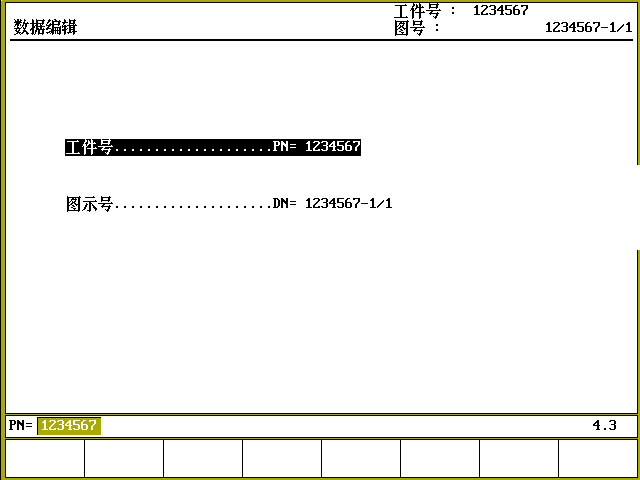 工件号 : 1234567
数据编辑
图号 : 1234567-1/1
工件号....................PN= 1234567
图示号....................DN= 1234567-1/1
PN= 1234567 4.3